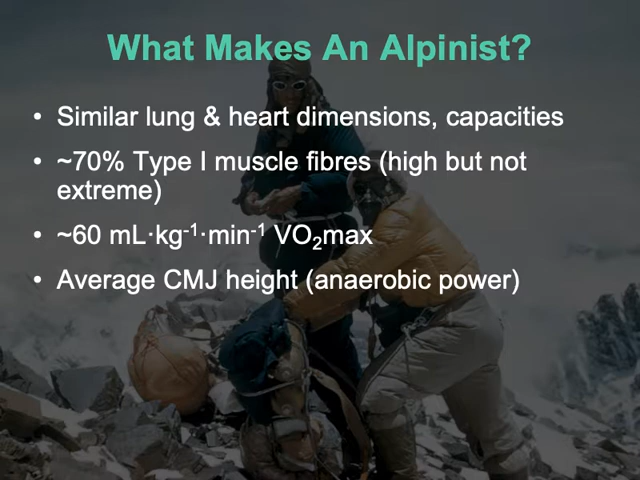 What Makes An Alpinist?
• Similar lung & heart dimensions, capacities
• ~70% Type I muscle fibres (high but not
extreme)
• ~60 mL·kg⁻¹·min⁻¹ VO₂max
• Average CMJ height (anaerobic power)